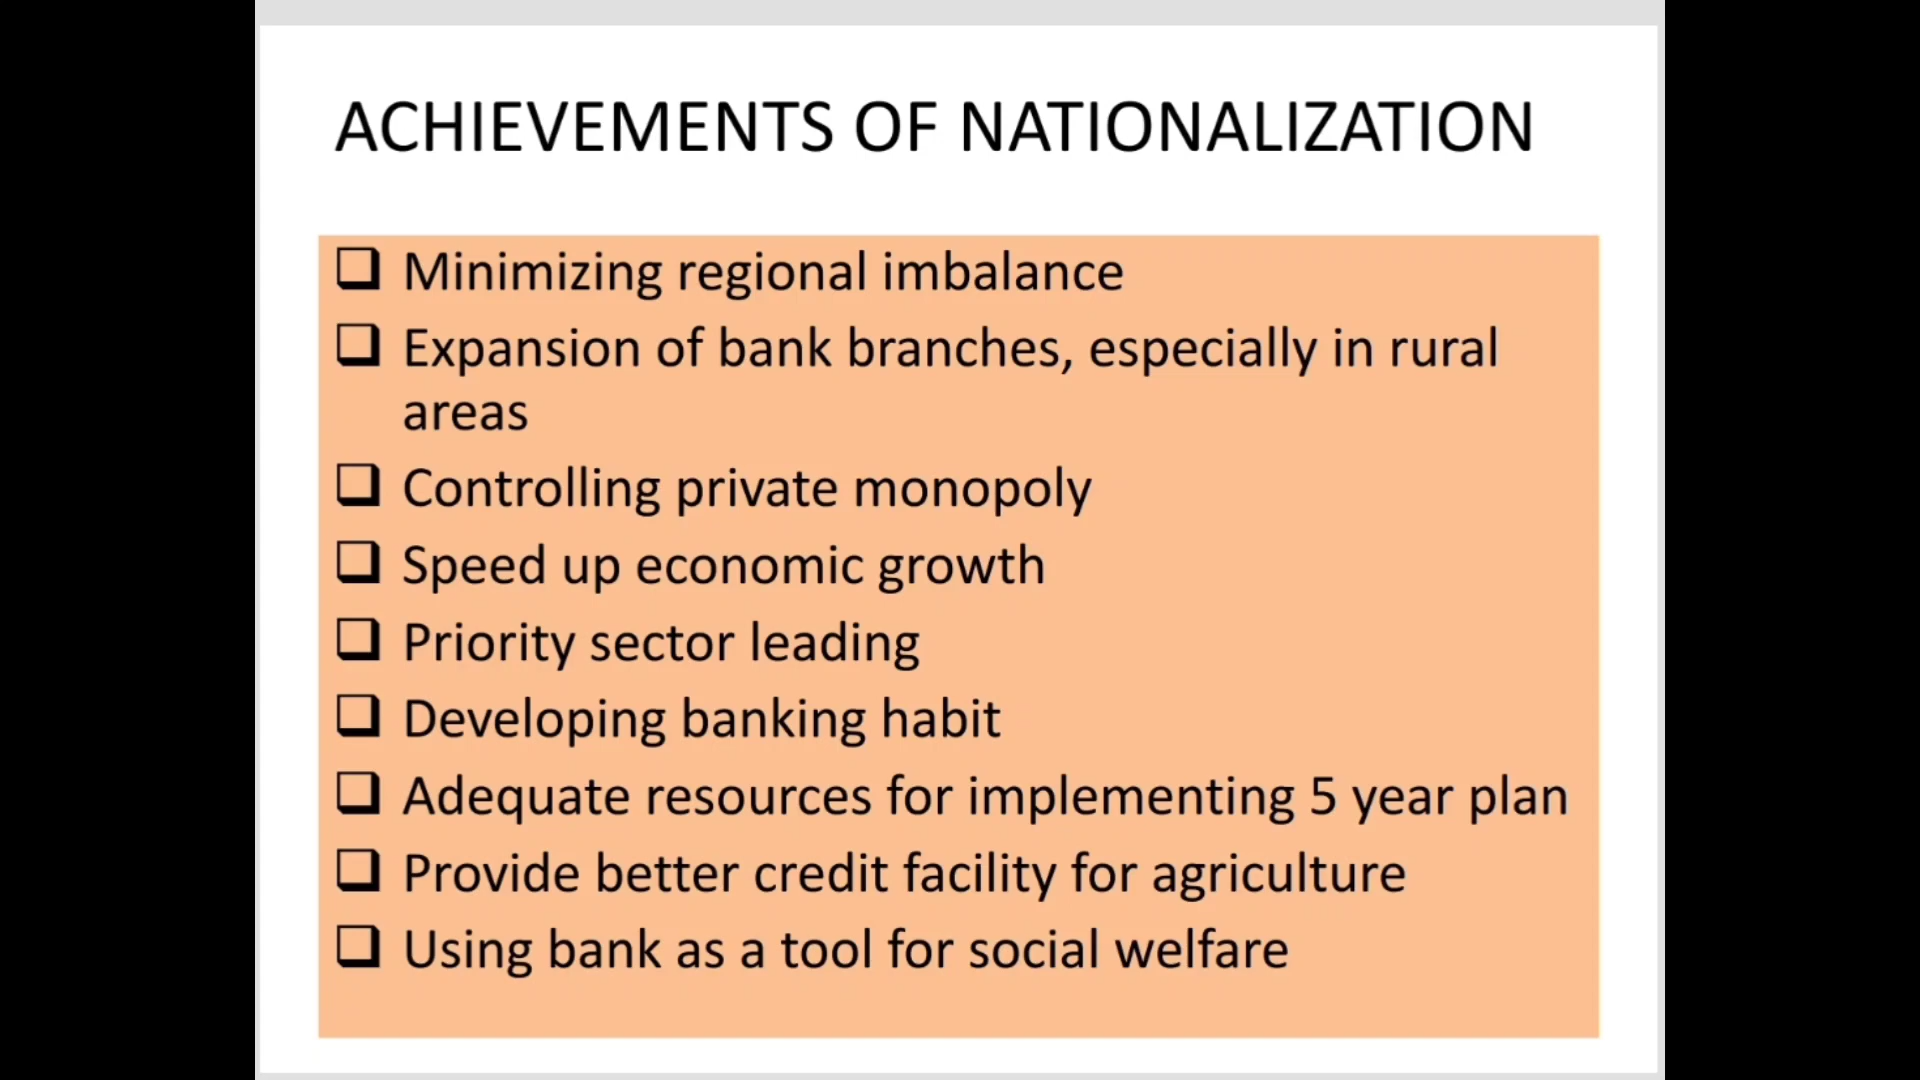 ACHIEVEMENTS OF NATIONALIZATION
Minimizing regional imbalance
Expansion of bank branches, especially in rural
areas
Controlling private monopoly
Speed up economic growth
Priority sector leading
Developing banking habit
Adequate resources for implementing 5 year plan
Provide better credit facility for agriculture
Using bank as a tool for social welfare